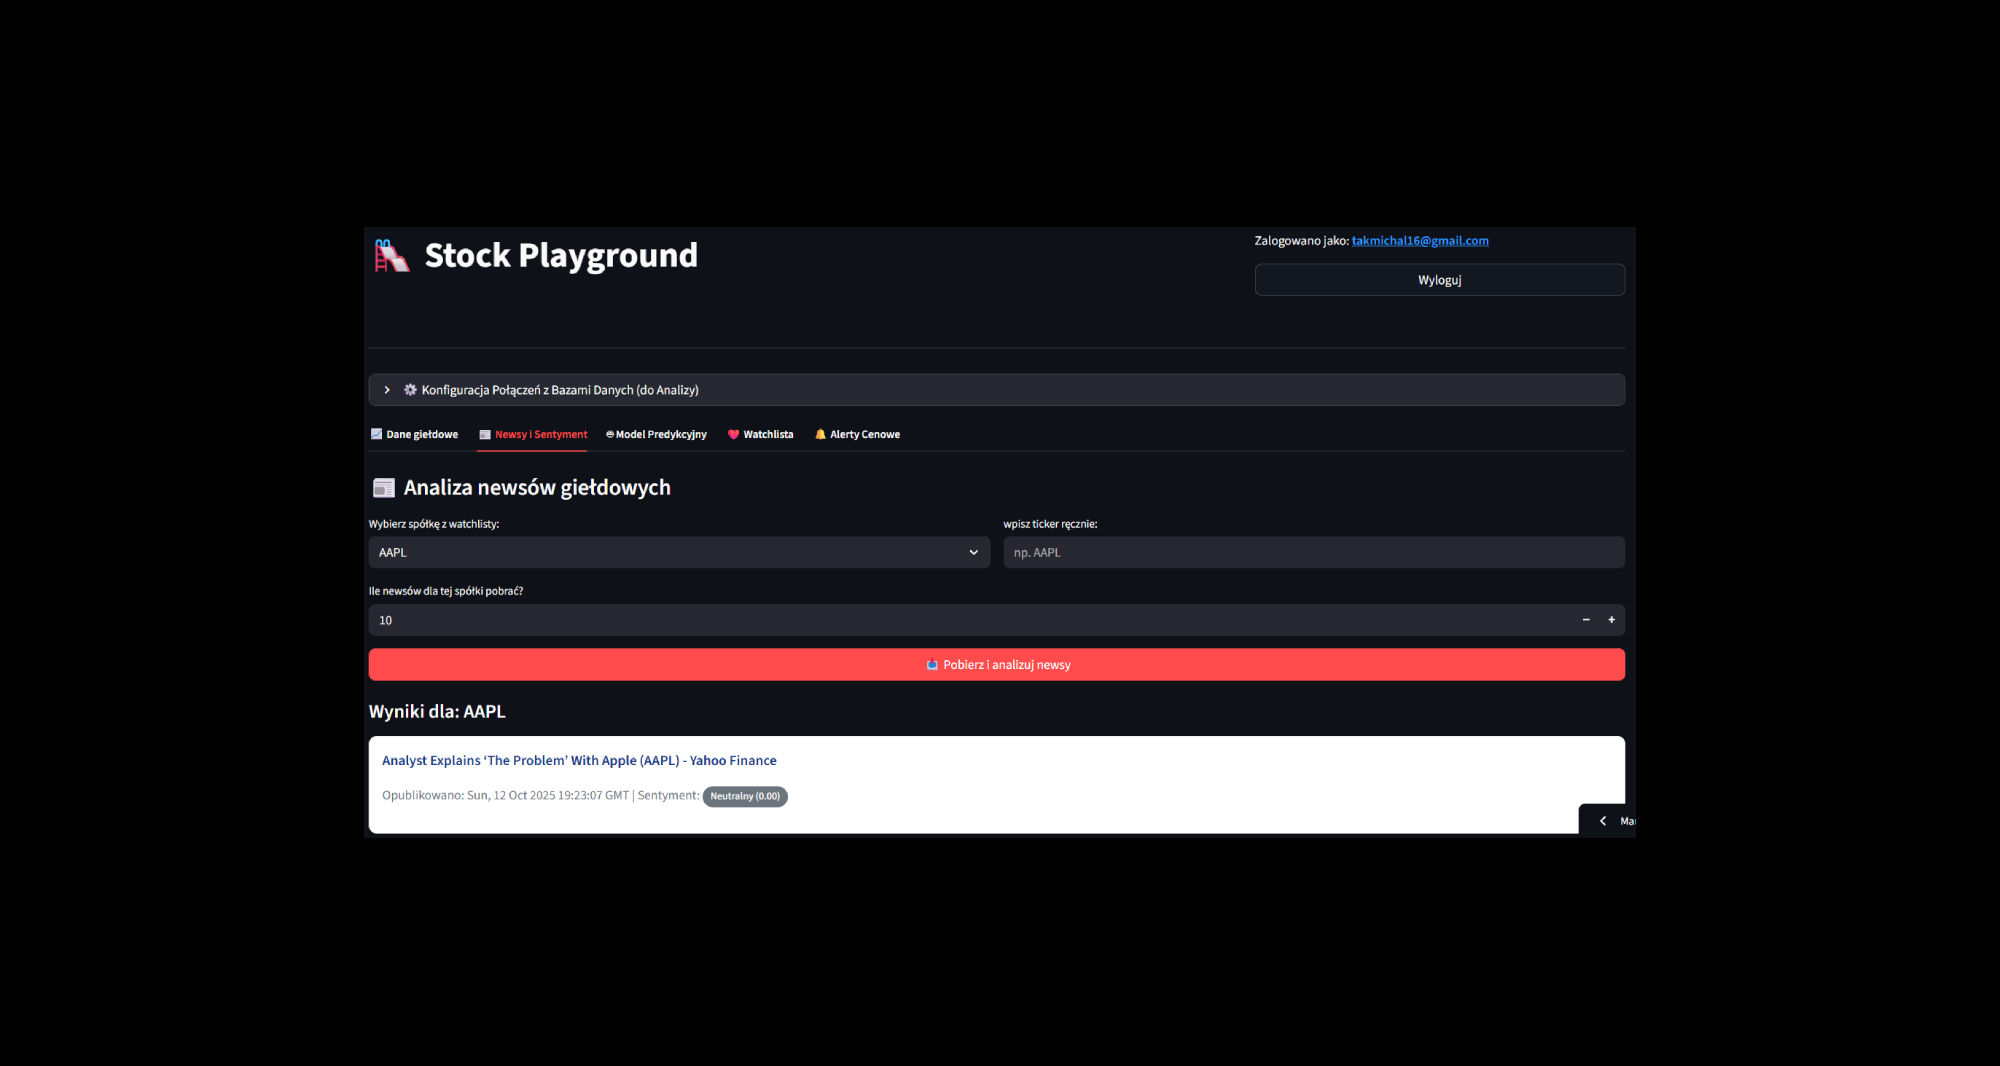 Stock Playground
Zalogowano jako: takmichal16@gmail.com
Wyloguj
Konfiguracja Połączeń z Bazami Danych (do Analizy)
Dane giełdowe Newsy i Sentyment Model Predykcyjny Watchlista Alerty Cenowe
Analiza newsów giełdowych
Wybierz spółkę z watchlisty: wpisz ticker ręcznie:
AAPL np. AAPL
Ile newsów dla tej spółki pobrać?
10 − +
Pobierz i analizuj newsy
Wyniki dla: AAPL
Analyst Explains ‘The Problem’ With Apple (AAPL) - Yahoo Finance
Opublikowano: Sun, 12 Oct 2025 19:23:07 GMT | Sentyment: Neutralny (0.00)